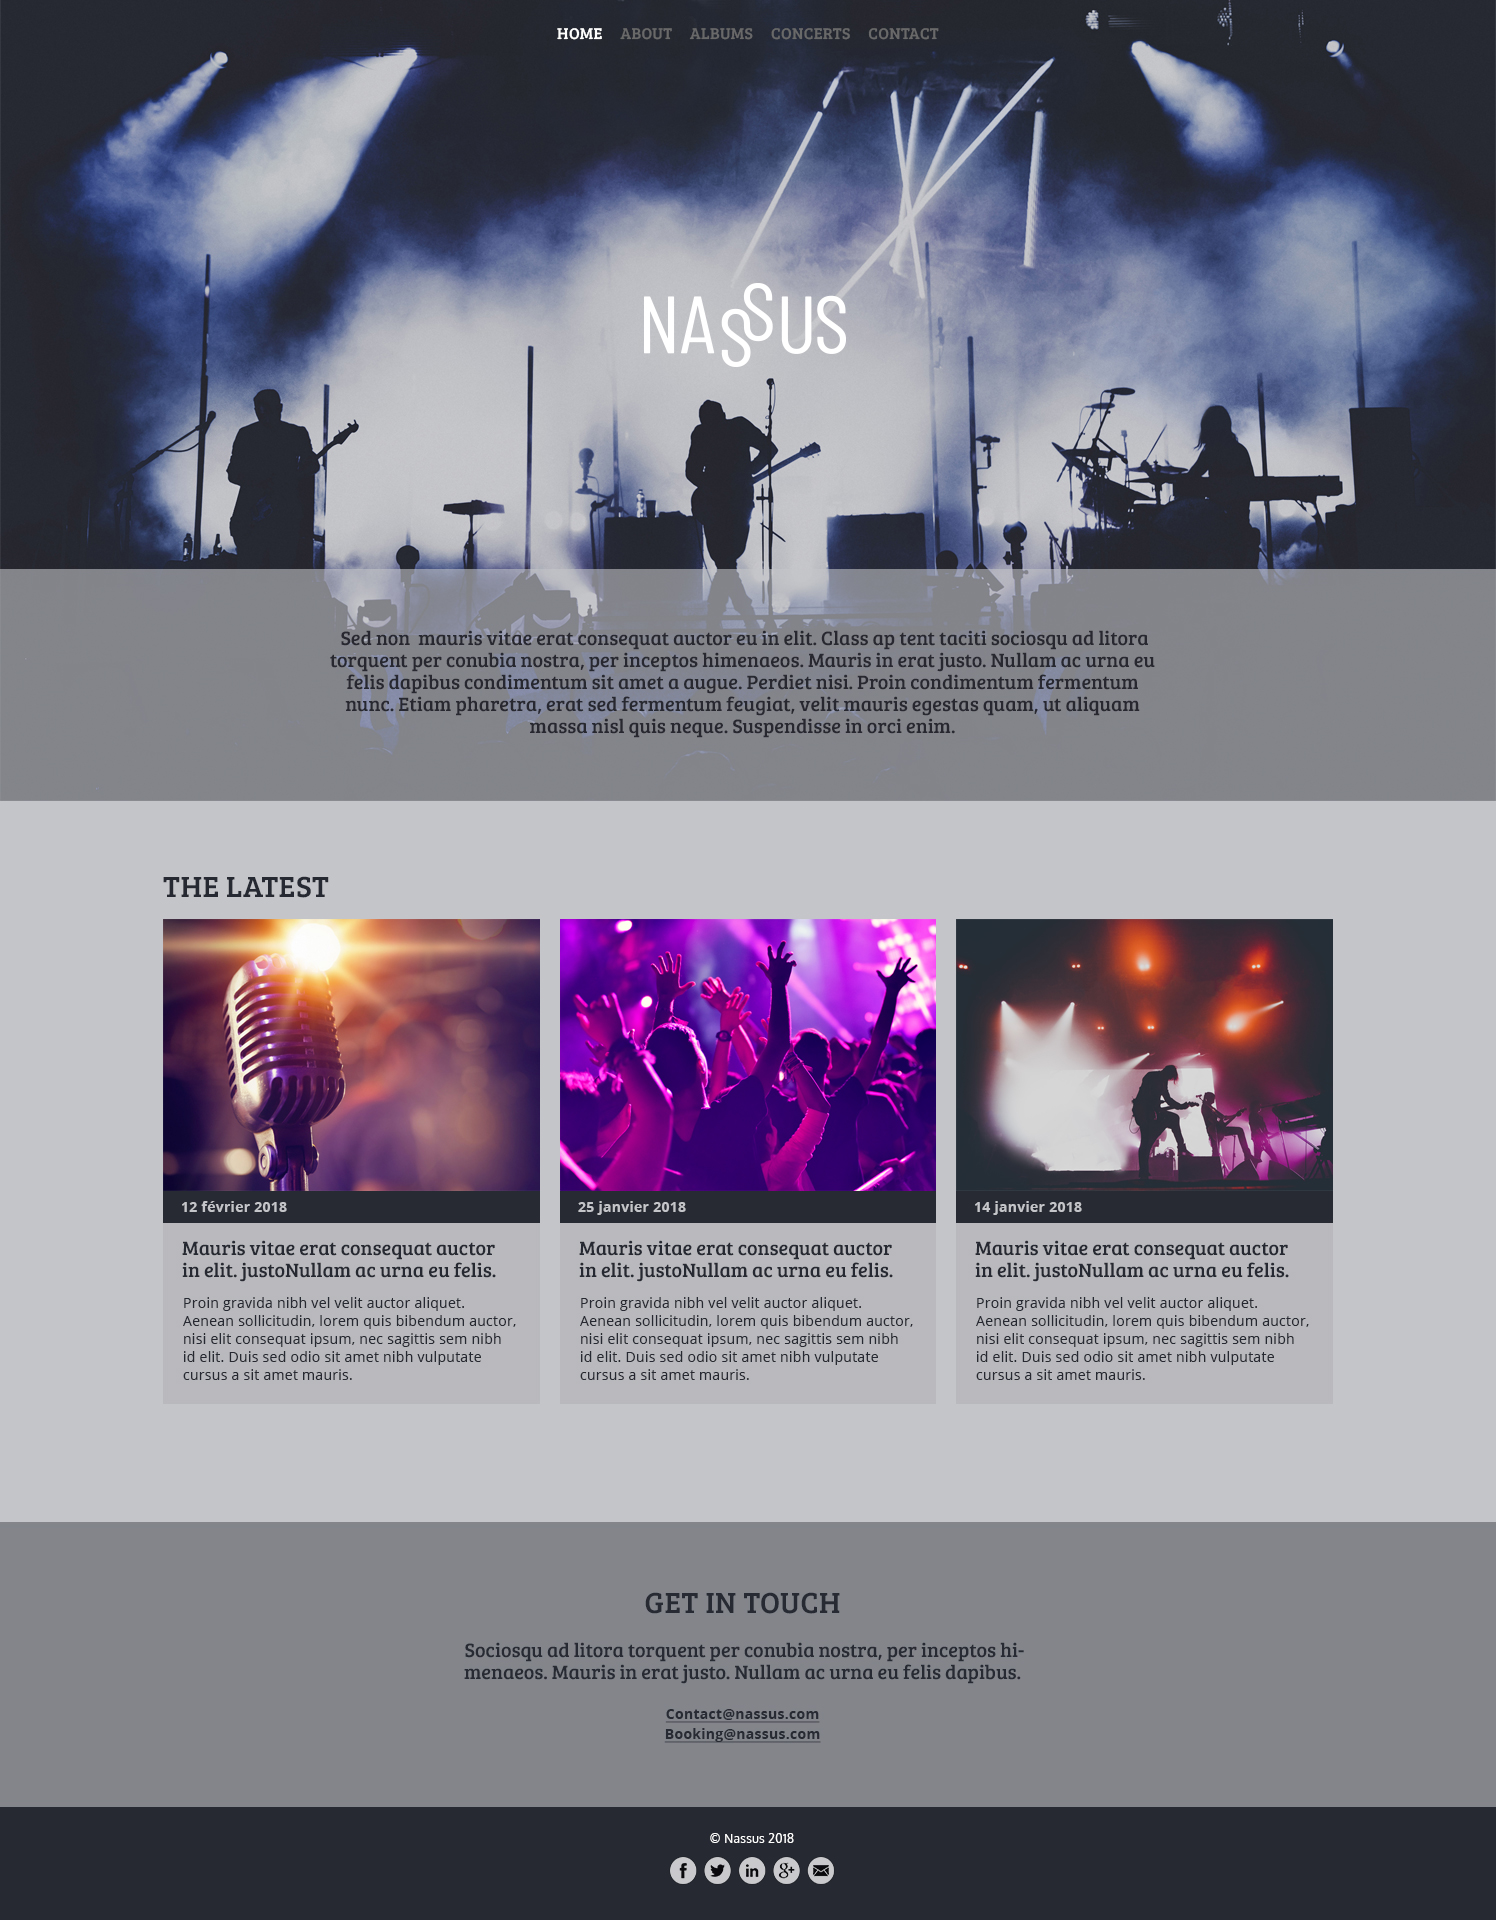 HOME ABOUT ALBUMS CONCERTS CONTACT
NASSUS
Sed non mauris vitae erat consequat auctor eu in elit. Class ap tent taciti sociosqu ad litora
torquent per conubia nostra, per inceptos himenaeos. Mauris in erat justo. Nullam ac urna eu
felis dapibus condimentum sit amet a augue. Perdiet nisi. Proin condimentum fermentum
nunc. Etiam pharetra, erat sed fermentum feugiat, velit mauris egestas quam, ut aliquam
massa nisl quis neque. Suspendisse in orci enim.
THE LATEST
12 février 2018
Mauris vitae erat consequat auctor
in elit. justoNullam ac urna eu felis.
Proin gravida nibh vel velit auctor aliquet.
Aenean sollicitudin, lorem quis bibendum auctor,
nisi elit consequat ipsum, nec sagittis sem nibh
id elit. Duis sed odio sit amet nibh vulputate
cursus a sit amet mauris.
25 janvier 2018
Mauris vitae erat consequat auctor
in elit. justoNullam ac urna eu felis.
Proin gravida nibh vel velit auctor aliquet.
Aenean sollicitudin, lorem quis bibendum auctor,
nisi elit consequat ipsum, nec sagittis sem nibh
id elit. Duis sed odio sit amet nibh vulputate
cursus a sit amet mauris.
14 janvier 2018
Mauris vitae erat consequat auctor
in elit. justoNullam ac urna eu felis.
Proin gravida nibh vel velit auctor aliquet.
Aenean sollicitudin, lorem quis bibendum auctor,
nisi elit consequat ipsum, nec sagittis sem nibh
id elit. Duis sed odio sit amet nibh vulputate
cursus a sit amet mauris.
GET IN TOUCH
Sociosqu ad litora torquent per conubia nostra, per inceptos hi-
menaeos. Mauris in erat justo. Nullam ac urna eu felis dapibus.
Contact@nassus.com
Booking@nassus.com
© Nassus 2018